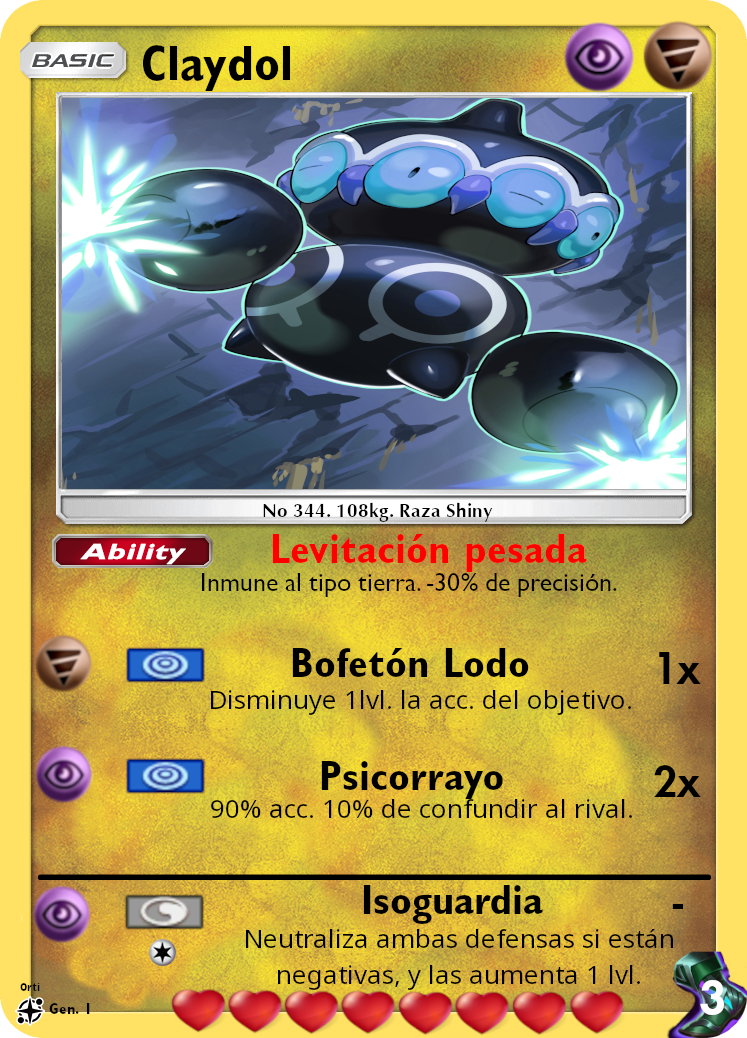 BASIC Claydol
No 344. 108kg. Raza Shiny
Ability Levitación pesada
Inmune al tipo tierra. -30% de precisión.
Bofetón Lodo 1x
Disminuye 1lvl. la acc. del objetivo.
Psicorrayo 2x
90% acc. 10% de confundir al rival.
Isoguardia -
Neutraliza ambas defensas si están
negativas, y las aumenta 1 lvl.
Orti
Gen. 1
3